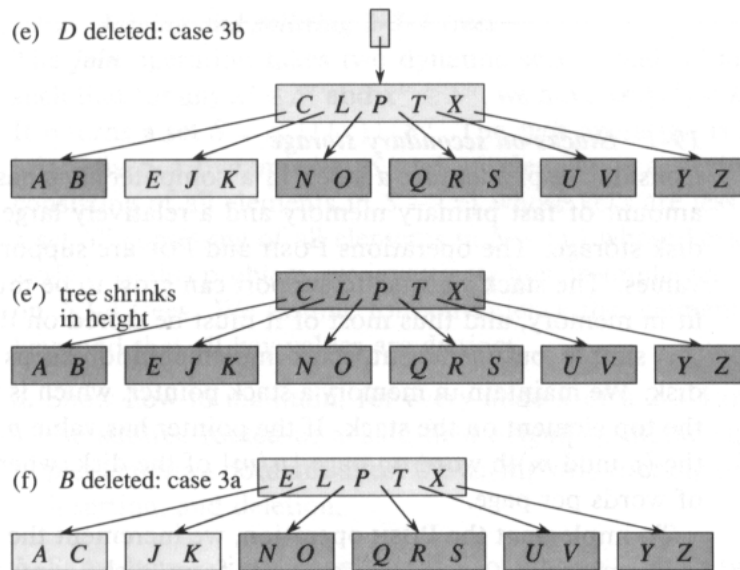 (e) D deleted: case 3b
C L P T X
A B E J K N O Q R S U V Y Z
(e′) tree shrinks
in height
C L P T X
A B E J K N O Q R S U V Y Z
(f) B deleted: case 3a
E L P T X
A C J K N O Q R S U V Y Z